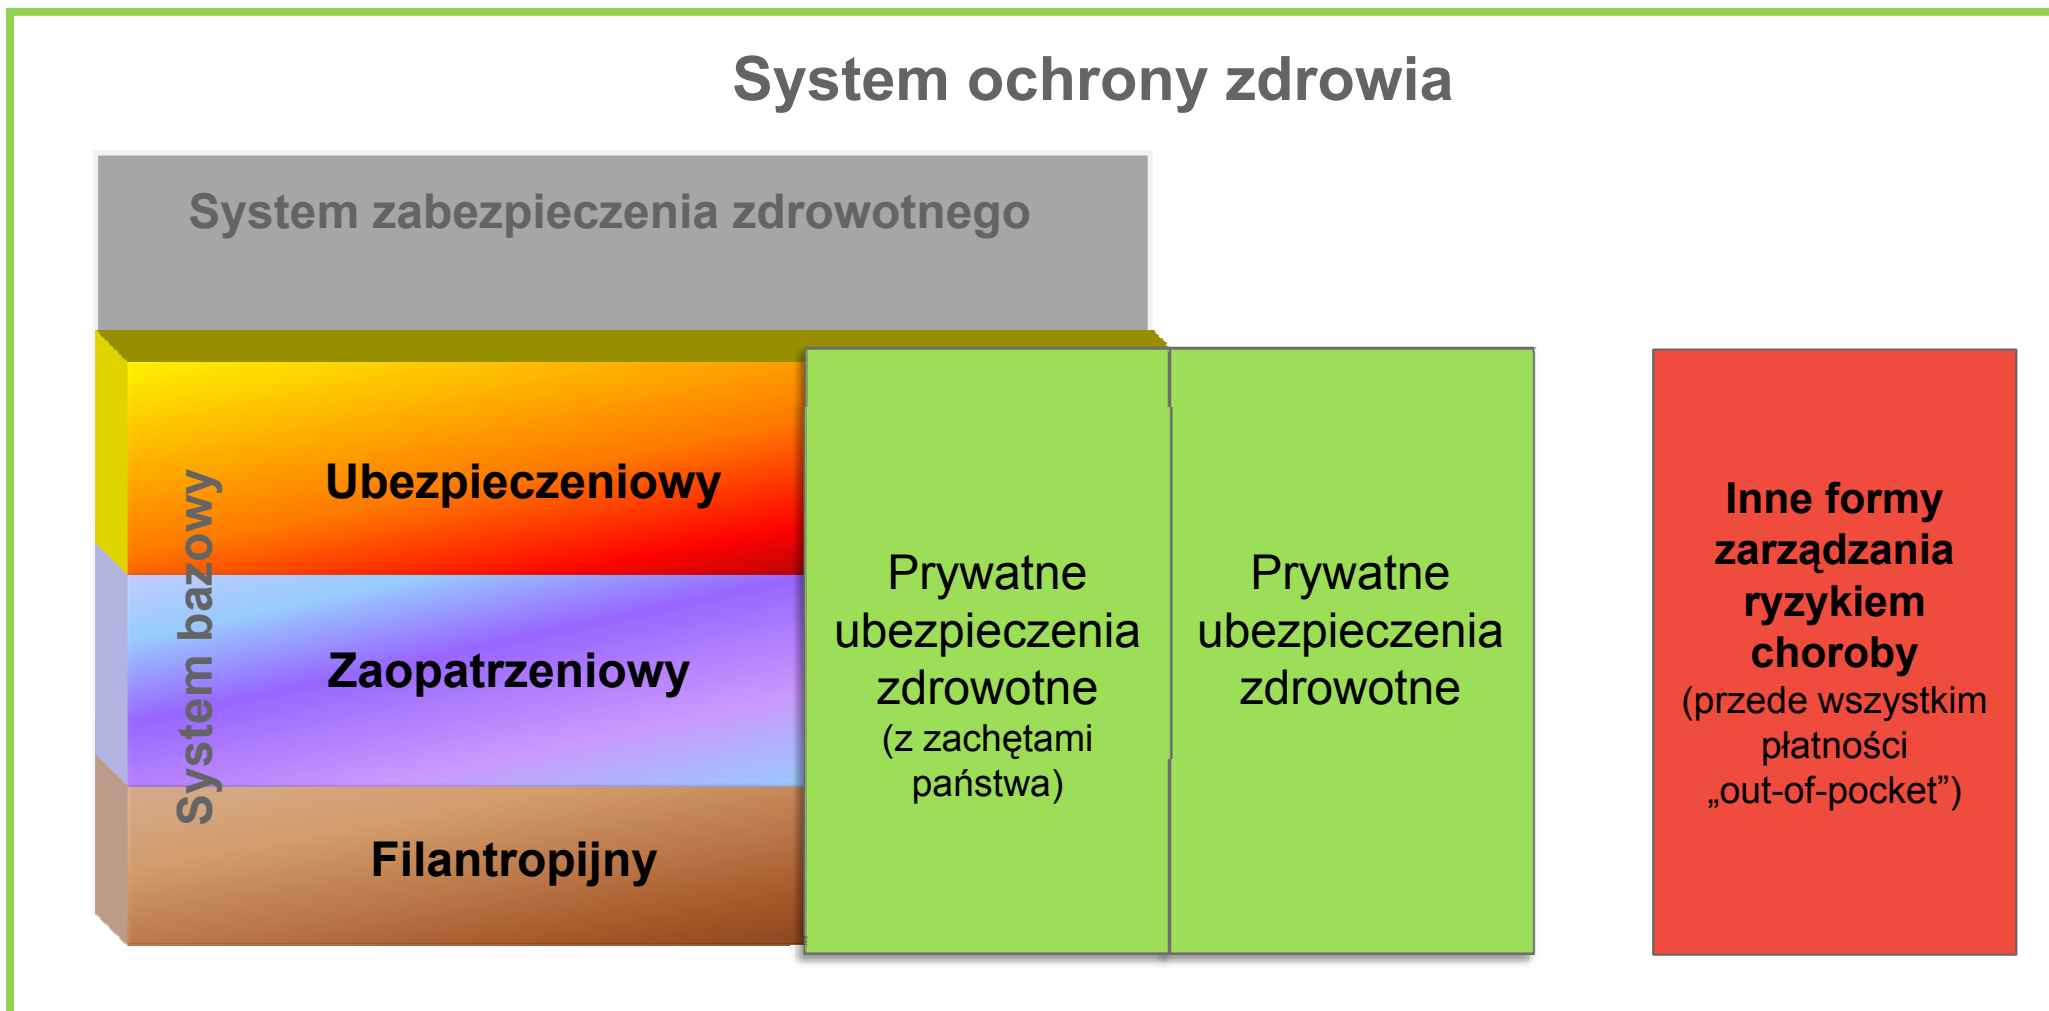 System ochrony zdrowia
System zabezpieczenia zdrowotnego
System bazowy
Ubezpieczeniowy
Zaopatrzeniowy
Filantropijny
Prywatne
ubezpieczenia
zdrowotne
(z zachętami
państwa)
Prywatne
ubezpieczenia
zdrowotne
Inne formy
zarządzania
ryzykiem
choroby
(przede wszystkim
płatności
„out-of-pocket”)